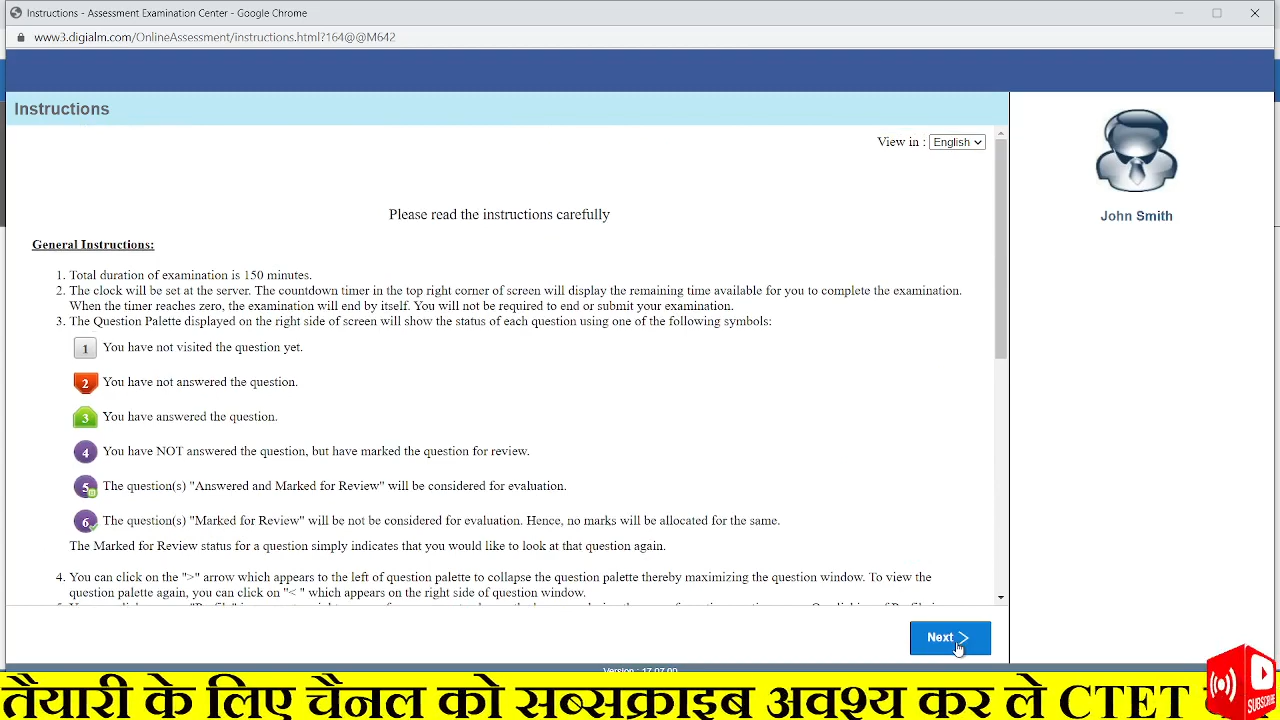 Instructions - Assessment Examination Center - Google Chrome
www3.digialm.com/OnlineAssessment/instructions.html?164@@M642
Instructions
View in : English
John Smith
Please read the instructions carefully
General Instructions:
1. Total duration of examination is 150 minutes.
2. The clock will be set at the server. The countdown timer in the top right corner of screen will display the remaining time available for you to complete the examination.
When the timer reaches zero, the examination will end by itself. You will not be required to end or submit your examination.
3. The Question Palette displayed on the right side of screen will show the status of each question using one of the following symbols:
1 You have not visited the question yet.
2 You have not answered the question.
3 You have answered the question.
4 You have NOT answered the question, but have marked the question for review.
5 The question(s) "Answered and Marked for Review" will be considered for evaluation.
6 The question(s) "Marked for Review" will be not be considered for evaluation. Hence, no marks will be allocated for the same.
The Marked for Review status for a question simply indicates that you would like to look at that question again.
4. You can click on the ">" arrow which appears to the left of question palette to collapse the question palette thereby maximizing the question window. To view the
question palette again, you can click on "< " which appears on the right side of question window.
Next >
Version : 17.07.00
तैयारी के लिए चैनल को सब्सक्राइब अवश्य कर ले CTET
SUBSCRIBE